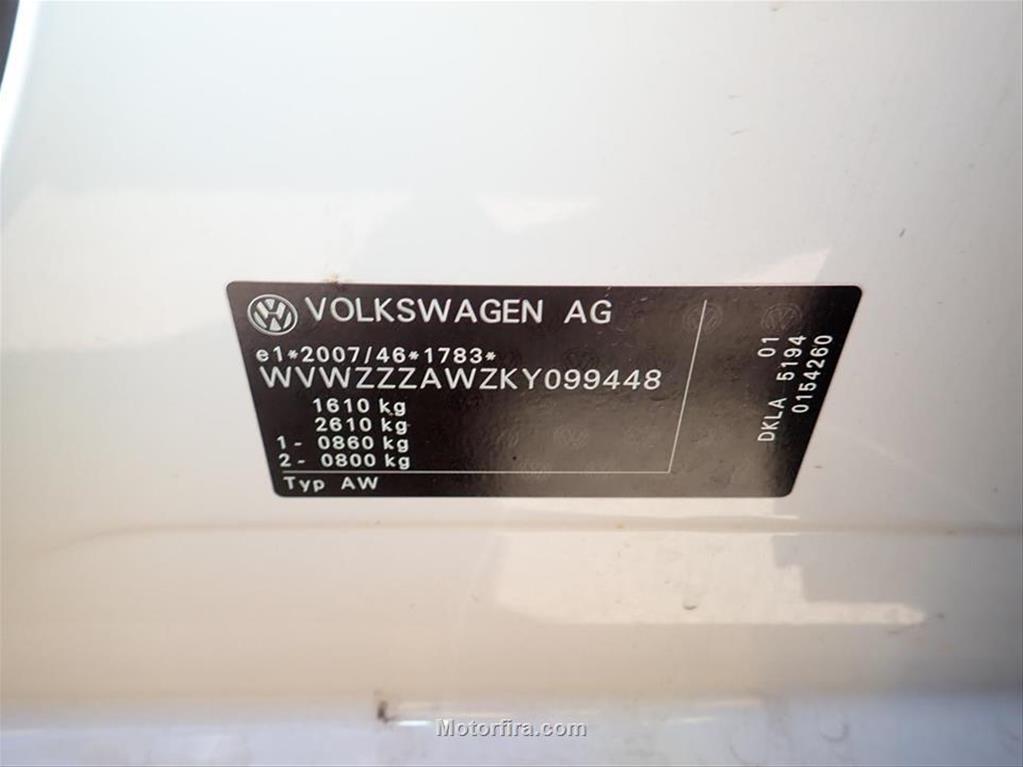 VOLKSWAGEN AG
e1*2007/46*1783*
WVWZZZAWZKY099448
1610 kg
2610 kg
1- 0860 kg
2- 0800 kg
Typ AW
01
DKLA 5194
0154260
Motorfira.com